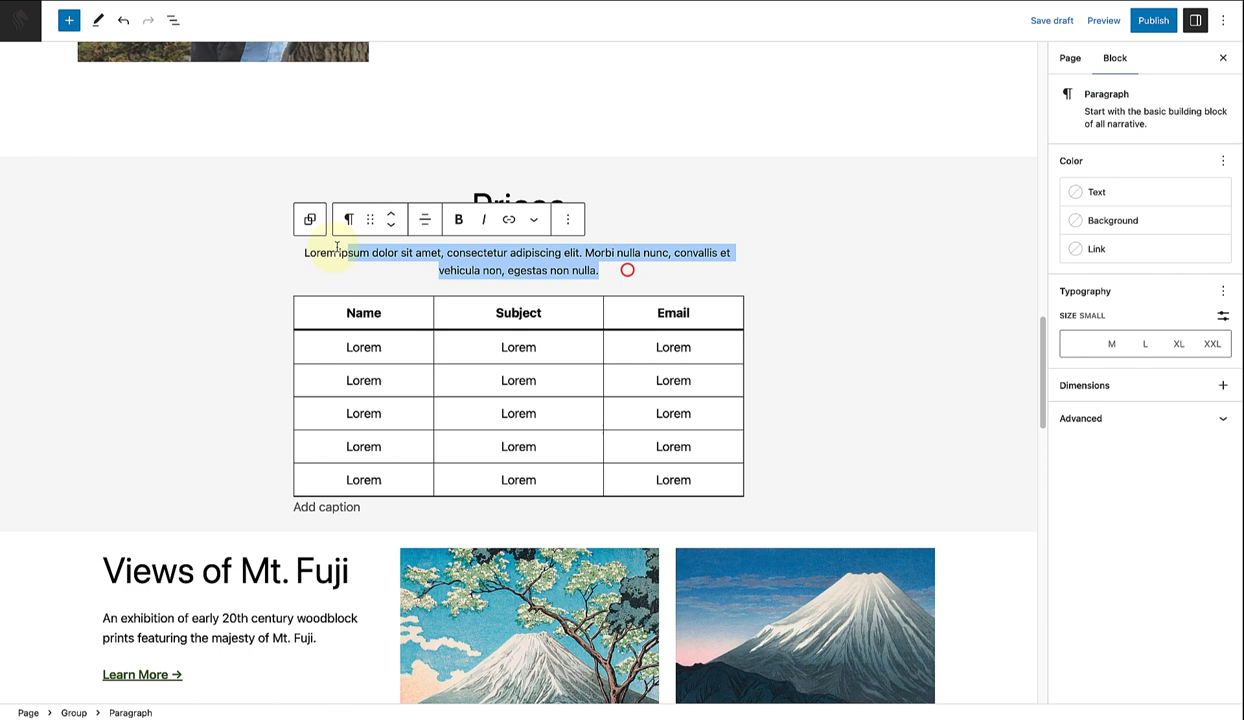 Save draft
Preview
Publish
Page
Block
Paragraph
Start with the basic building block
of all narrative.
Color
Text
Background
Link
Typography
SIZE SMALL
M L XL XXL
Dimensions
Advanced
B I
Lorem ipsum dolor sit amet, consectetur adipiscing elit. Morbi nulla nunc, convallis et
vehicula non, egestas non nulla.
Name Subject Email
Lorem Lorem Lorem
Lorem Lorem Lorem
Lorem Lorem Lorem
Lorem Lorem Lorem
Lorem Lorem Lorem
Add caption
Views of Mt. Fuji
An exhibition of early 20th century woodblock
prints featuring the majesty of Mt. Fuji.
Learn More →
Page > Group > Paragraph